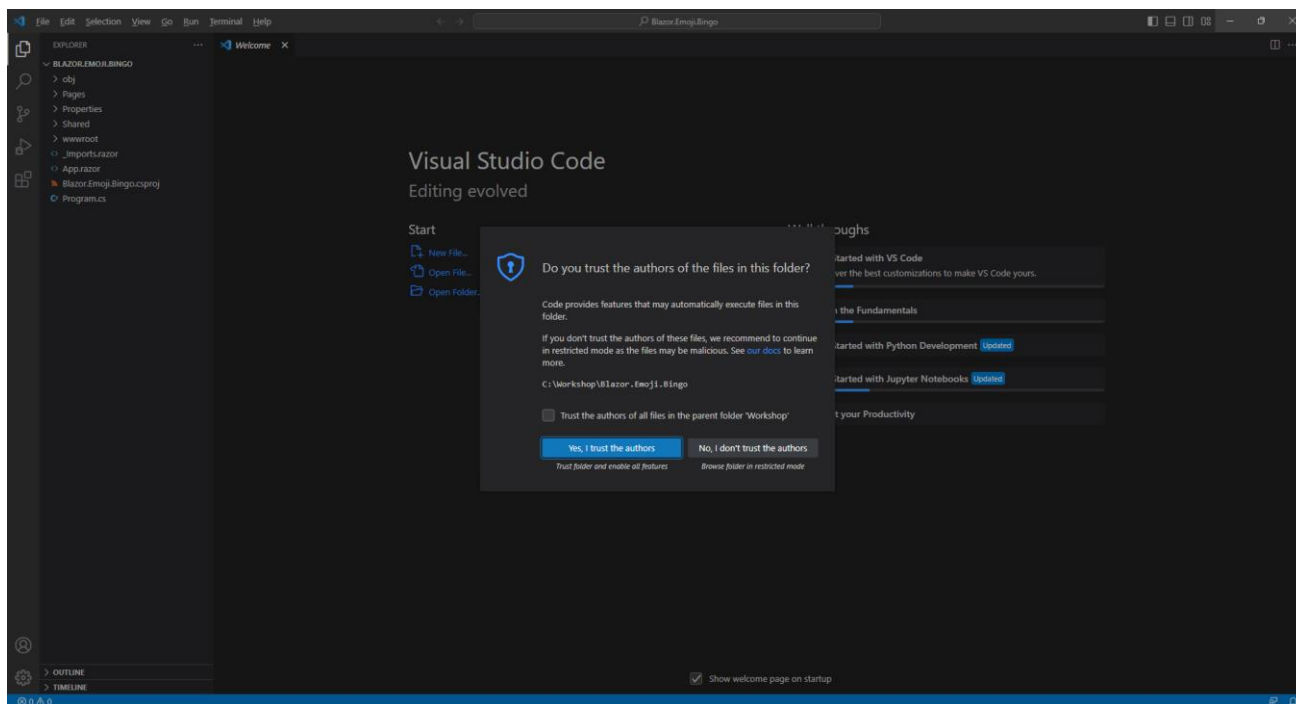 File Edit Selection View Go Run Terminal Help
Blazor.Emoji.Bingo
EXPLORER
Welcome
BLAZOR.EMOJI.BINGO
obj
Pages
Properties
Shared
wwwroot
_Imports.razor
App.razor
Blazor.Emoji.Bingo.csproj
Program.cs
OUTLINE
TIMELINE
0 0
Visual Studio Code
Editing evolved
Start
New File...
Open File...
Open Folder...
Do you trust the authors of the files in this folder?
Code provides features that may automatically execute files in this
folder.
If you don't trust the authors of these files, we recommend to continue
in restricted mode as the files may be malicious. See our docs to learn
more.
C:\Workshop\Blazor.Emoji.Bingo
Trust the authors of all files in the parent folder 'Workshop'
Yes, I trust the authors
No, I don't trust the authors
Trust folder and enable all features
Browse folder in restricted mode
oughs
tarted with VS Code
ver the best customizations to make VS Code yours.
the Fundamentals
tarted with Python Development Updated
tarted with Jupyter Notebooks Updated
t your Productivity
Show welcome page on startup